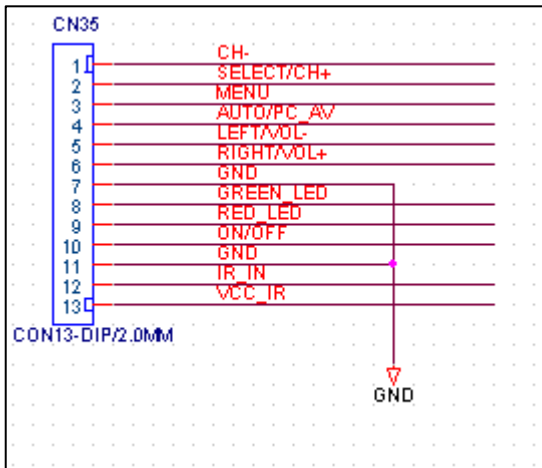 CN35
1 CH-
2 SELECT/CH+
3 MENU
4 AUTO/PC_AV
5 LEFT/VOL-
6 RIGHT/VOL+
7 GND
8 GREEN_LED
9 RED_LED
10 ON/OFF
11 GND
12 IR_IN
13 VCC_IR
CON13-DIP/2.0MM
GND